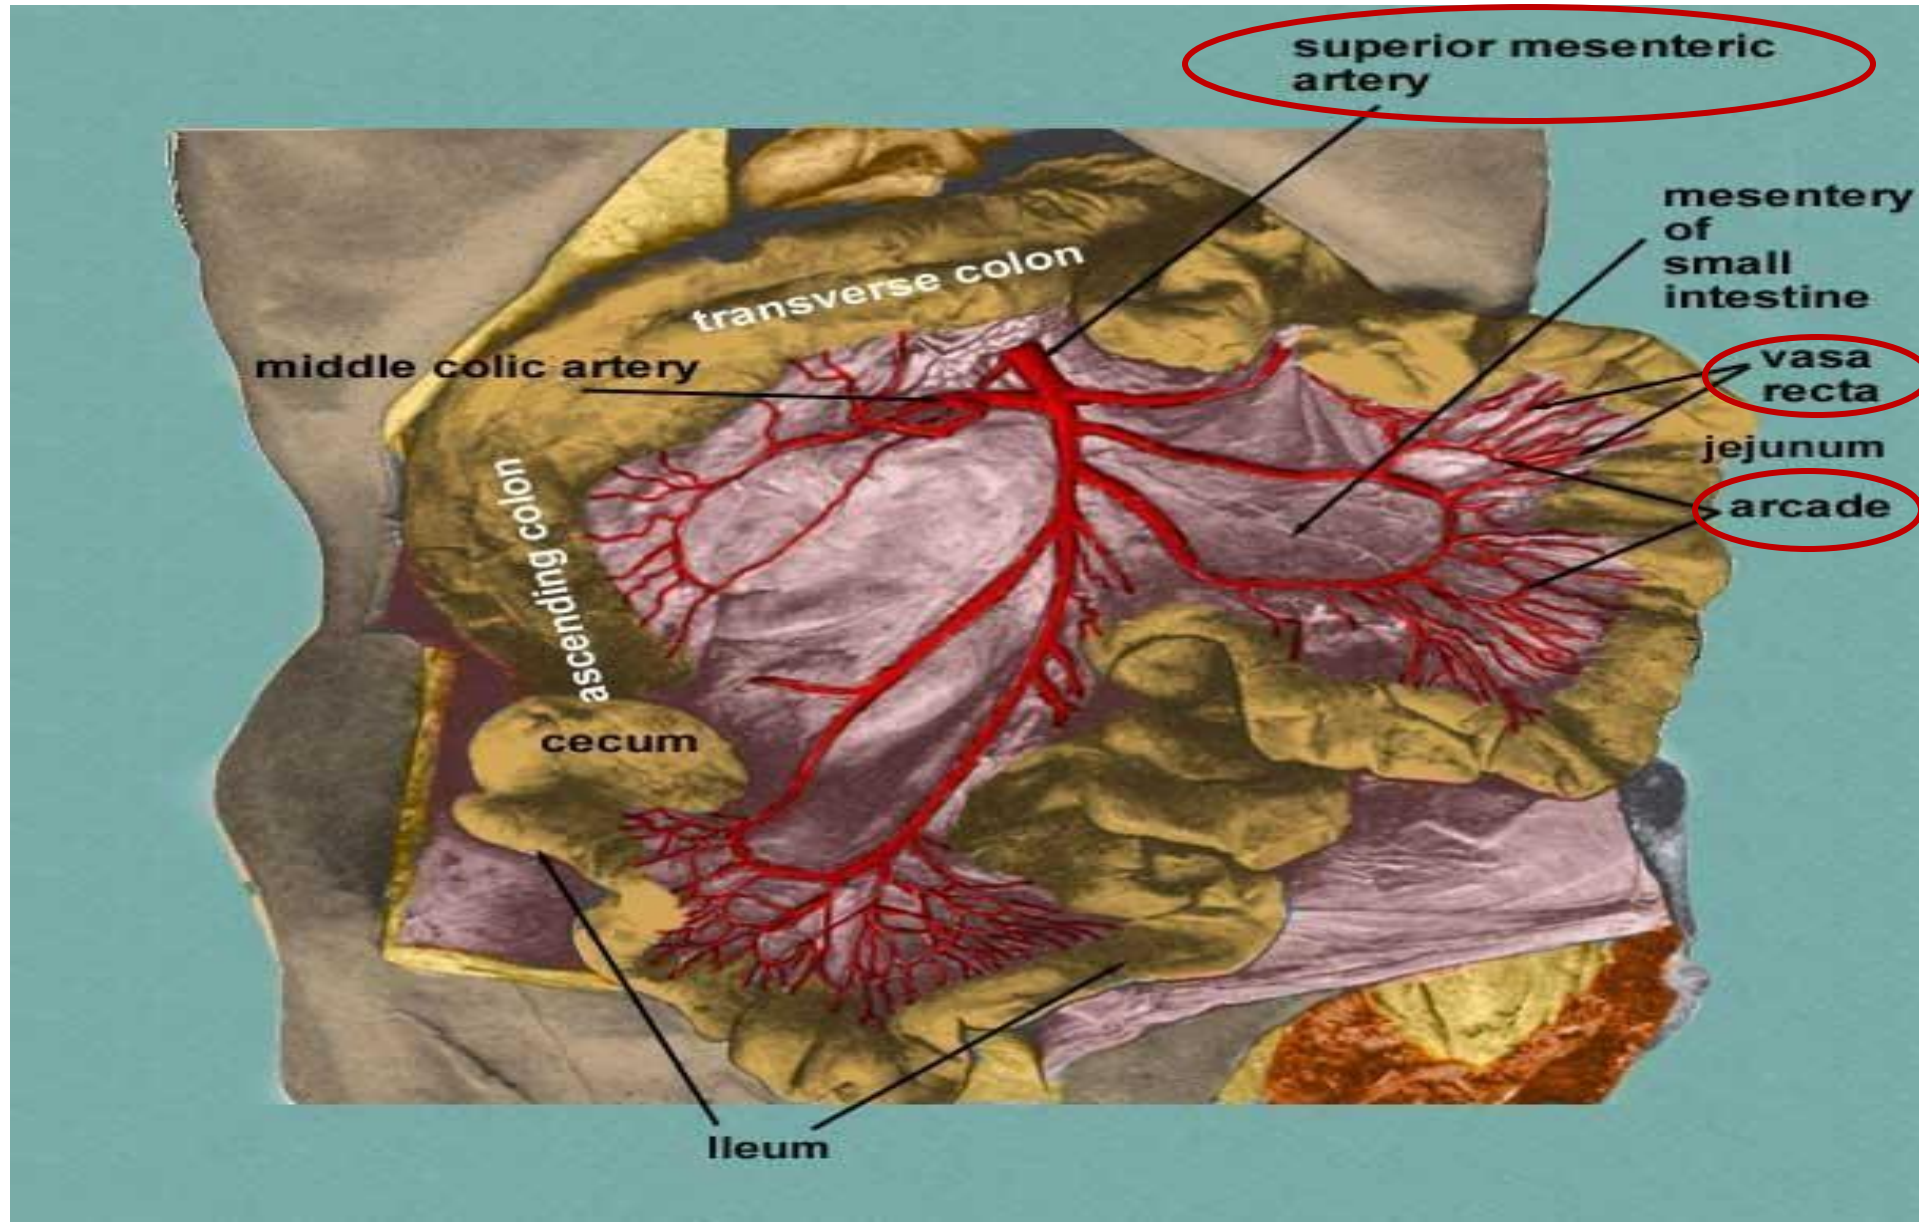 superior mesenteric
artery
mesentery
of
small
intestine
transverse colon
middle colic artery
vasa
recta
jejunum
ascending colon
arcade
cecum
Ileum